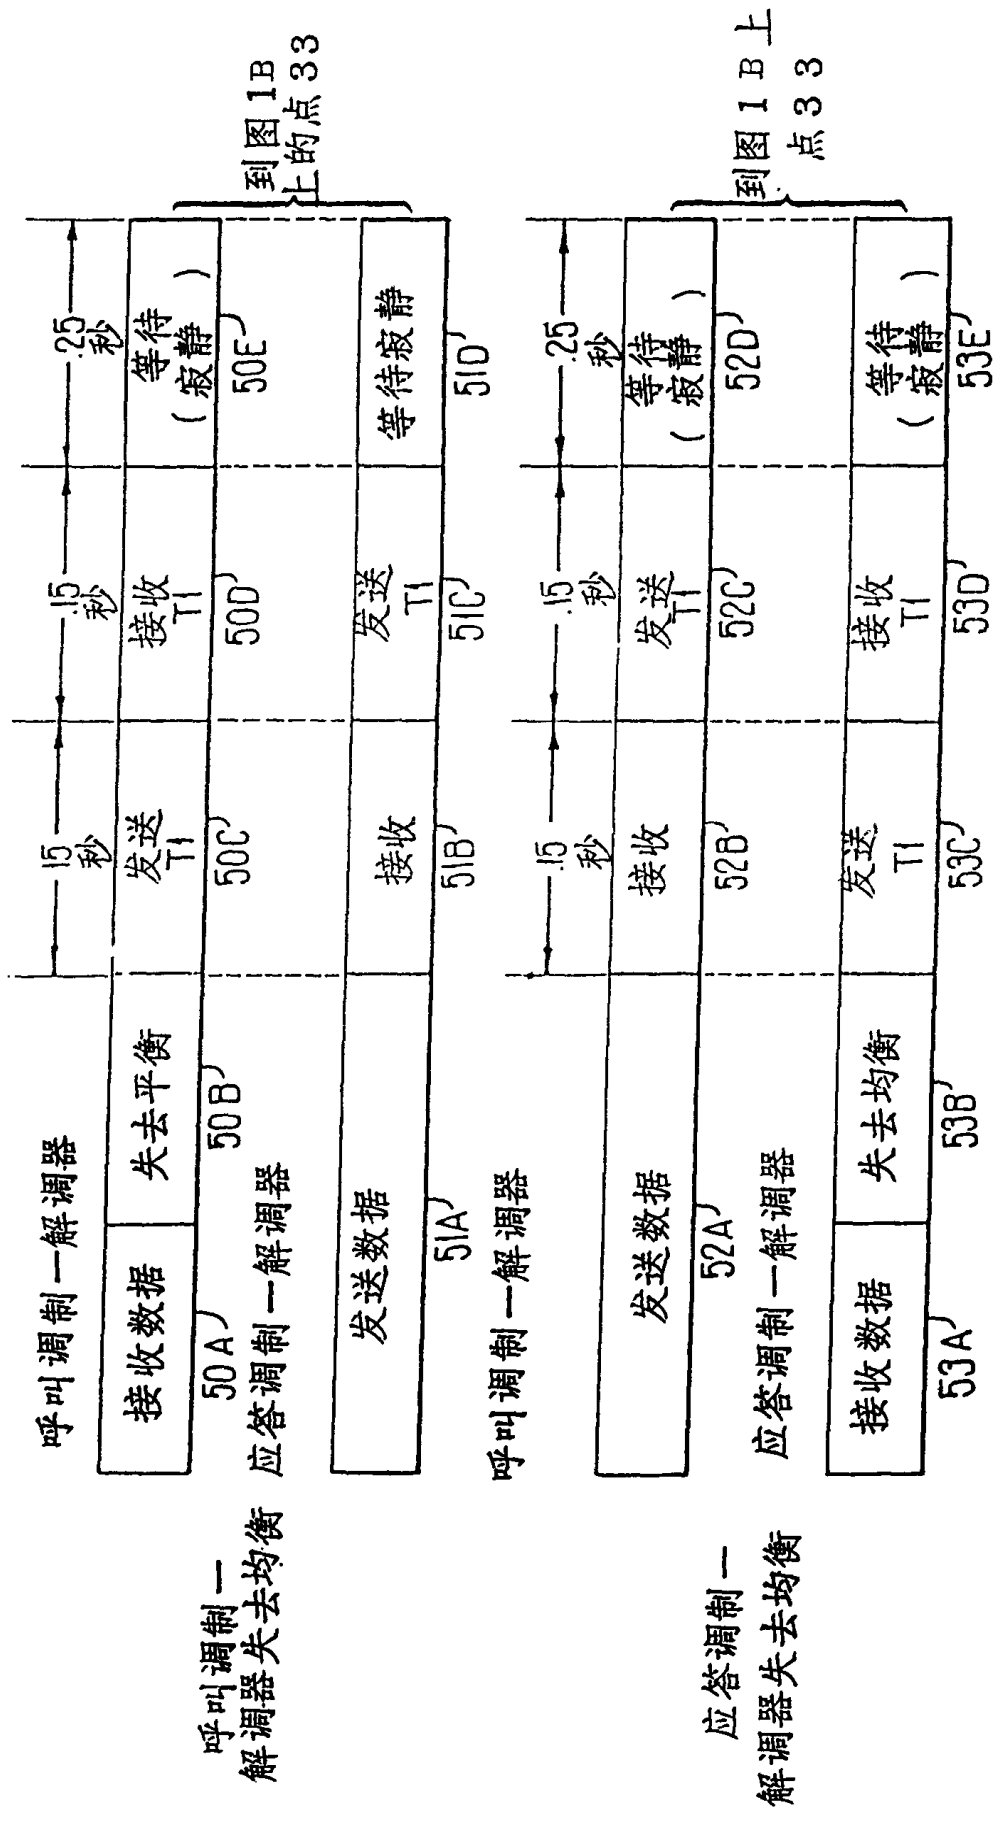 呼叫调制一
解调器失去均衡
呼叫调制一解调器
.15
秒
.15
秒
.25
秒
接收数据
失去平衡
发送
T1
接收
T1
等待
(寂静)
50A
50B
50C
50D
50E
应答调制一解调器
发送数据
接收
发送
T1
等待寂静
51A
51B
51C
51D
到图1B
上的点33
应答调制一
解调器失去均衡
呼叫调制一解调器
.15
秒
.15
秒
.25
秒
发送数据
接收
发送
T1
等待
(寂静)
52A
52B
52C
52D
应答调制一解调器
接收数据
失去均衡
发送
T1
接收
T1
等待
(寂静)
53A
53B
53C
53D
53E
到图1B上
点33